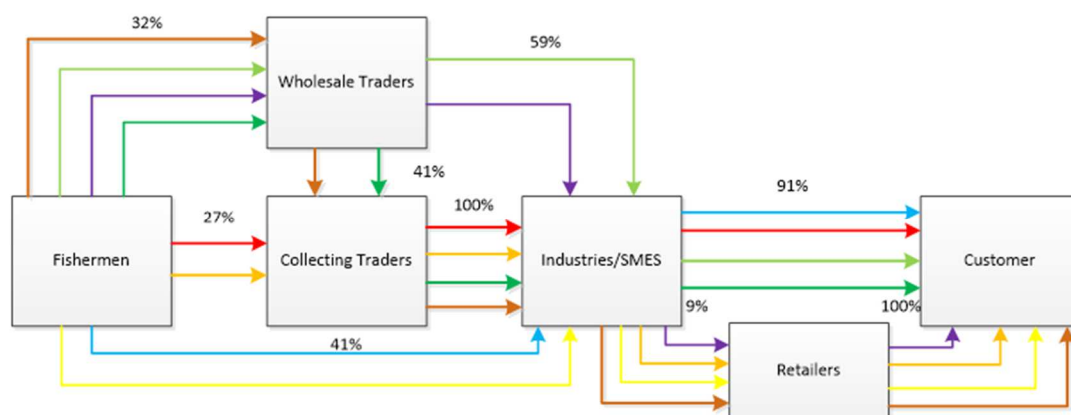 32%
59%
Wholesale Traders
41%
27%
100%
91%
Fishermen
Collecting Traders
Industries/SMES
Customer
9%
100%
41%
Retailers